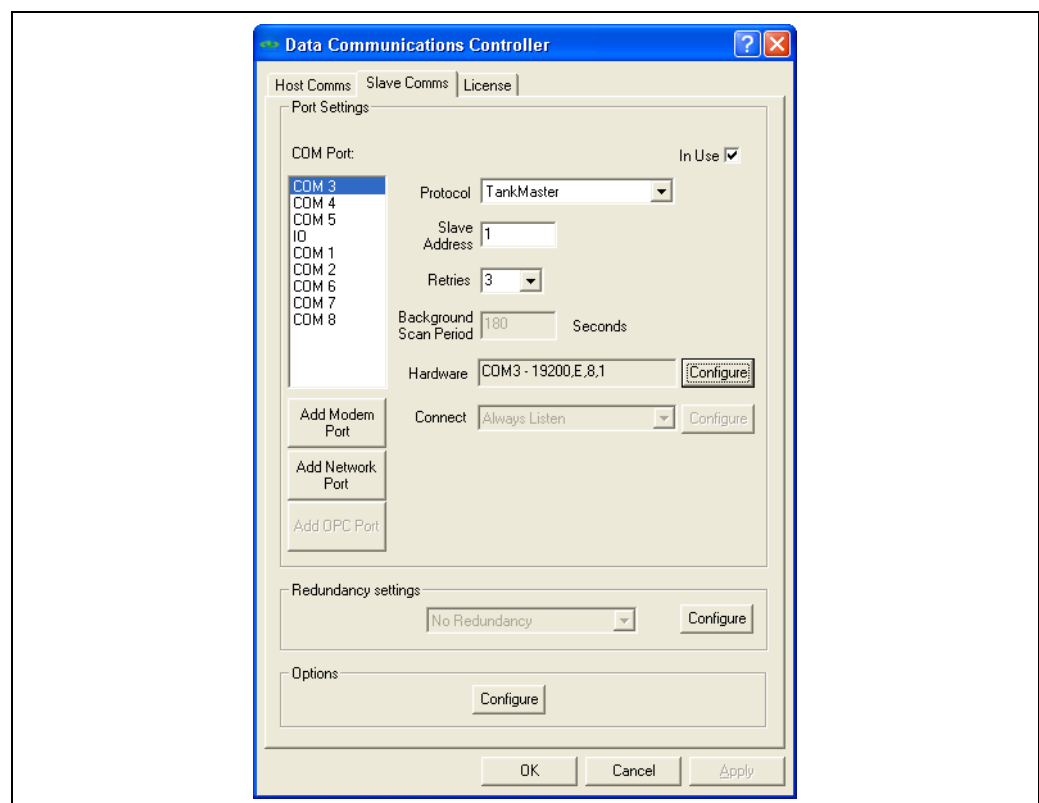 Data Communications Controller
Host Comms Slave Comms License
Port Settings
COM Port:
In Use
COM 3
COM 4
COM 5
IO
COM 1
COM 2
COM 6
COM 7
COM 8
Protocol TankMaster
Slave
Address 1
Retries 3
Background
Scan Period 180 Seconds
Hardware COM3 - 19200,E,8,1 Configure
Connect Always Listen Configure
Add Modem
Port
Add Network
Port
Add OPC Port
Redundancy settings
No Redundancy Configure
Options
Configure
OK Cancel Apply